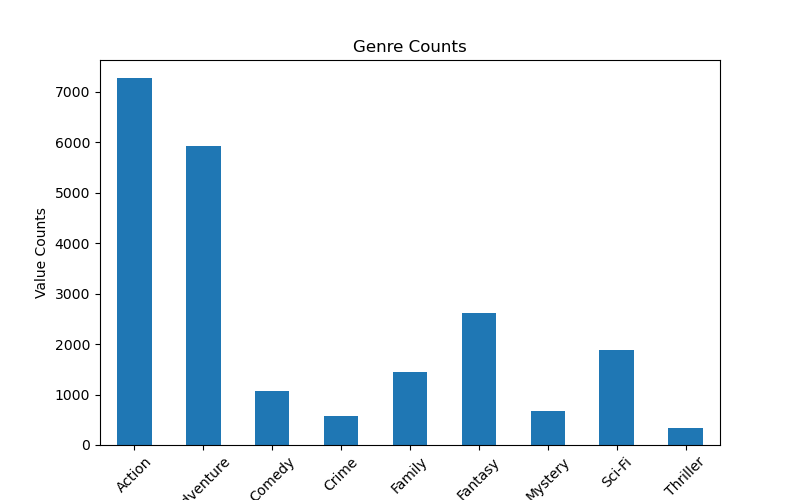 Genre Counts
Value Counts
7000
6000
5000
4000
3000
2000
1000
0
Action
dventure
Comedy
Crime
Family
Fantasy
Mystery
Sci-Fi
Thriller